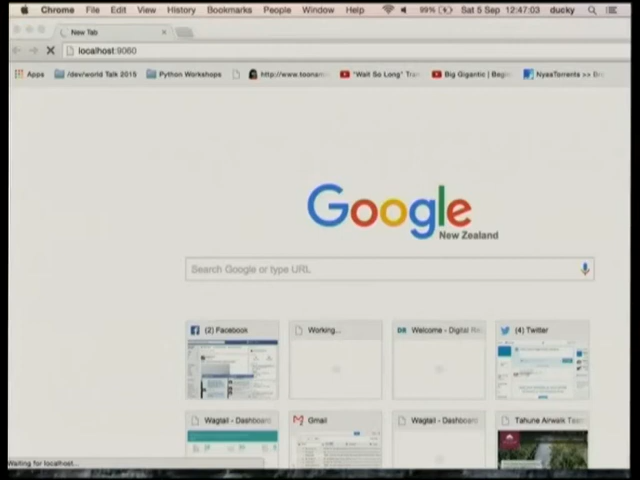 Chrome File Edit View History Bookmarks People Window Help 99% Sat 5 Sep 12:47:03 ducky
New Tab
localhost:9060
Apps /dev/world Talk 2015 Python Workshops http://www.toonam "Wait So Long" Tra Big Gigantic | Begi NyaaTorrents >> Br
Google
New Zealand
Search Google or type URL
(2) Facebook Working... Welcome - Digital (4) Twitter
Wagtail - Dashboard Gmail Wagtail - Dashboard Tahune Airwalk Tas
Waiting for localhost...